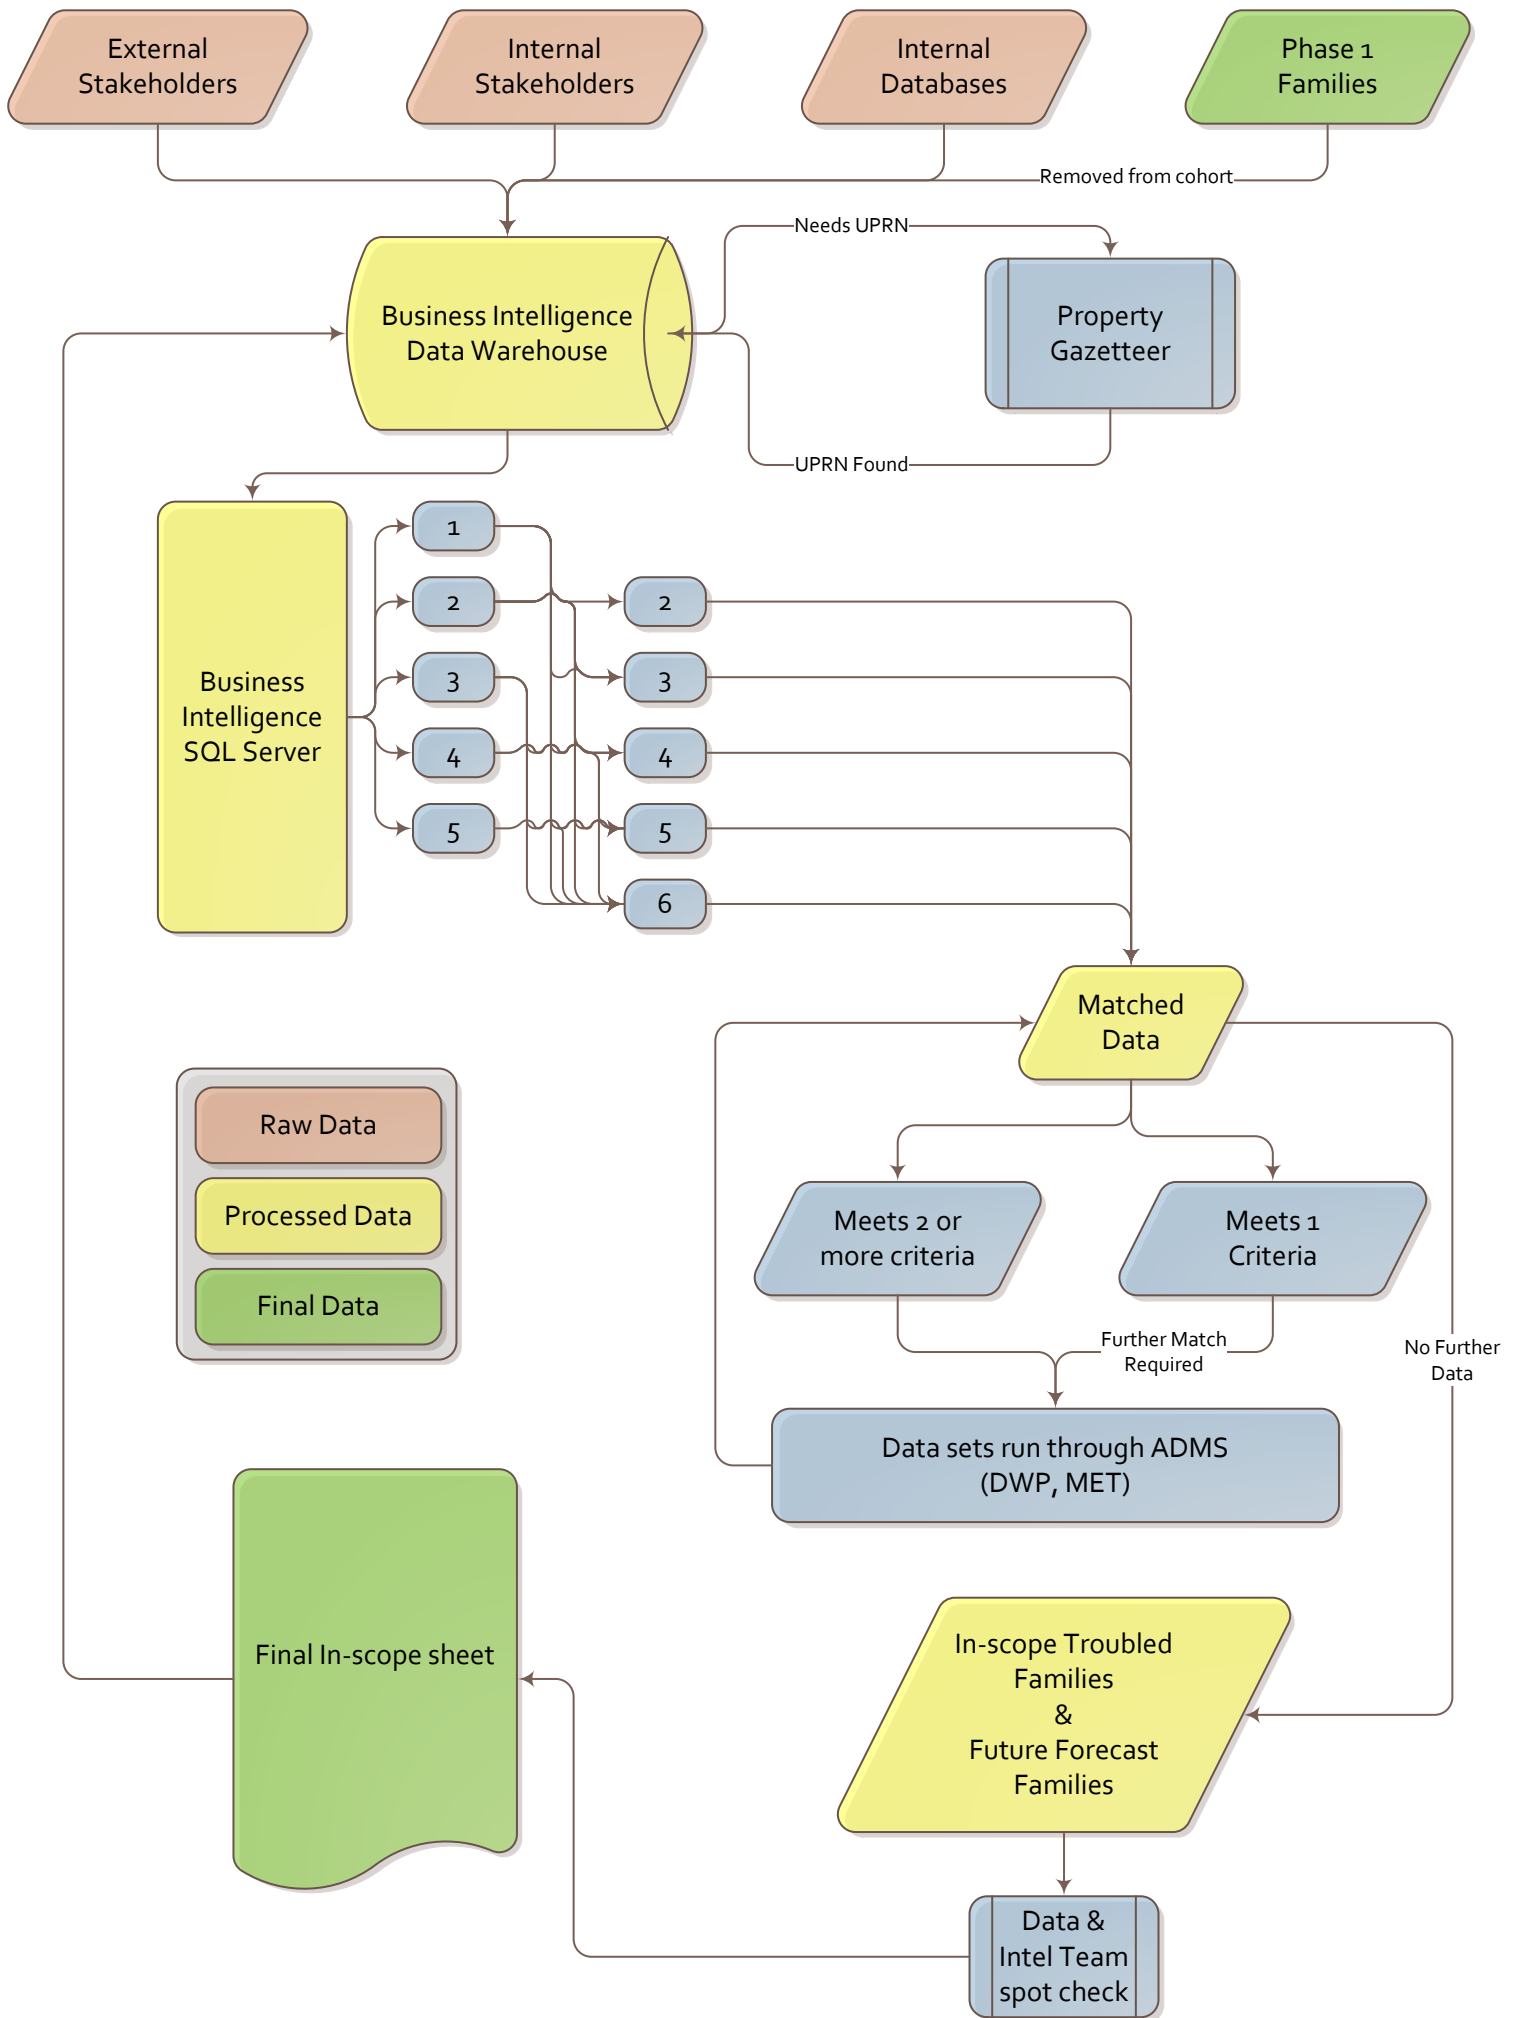 External
Stakeholders
Internal
Stakeholders
Internal
Databases
Phase 1
Families
Removed from cohort
Needs UPRN
Business Intelligence
Data Warehouse
Property
Gazetteer
UPRN Found
Business
Intelligence
SQL Server
1
2
3
4
5
2
3
4
5
6
Matched
Data
Raw Data
Processed Data
Final Data
Meets 2 or
more criteria
Meets 1
Criteria
Further Match
Required
No Further
Data
Data sets run through ADMS
(DWP, MET)
Final In-scope sheet
In-scope Troubled
Families
&
Future Forecast
Families
Data &
Intel Team
spot check